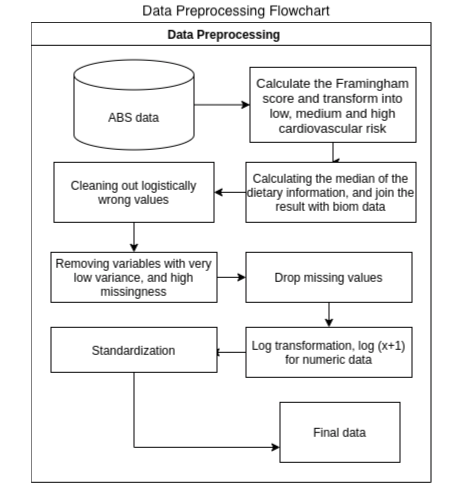 Data Preprocessing Flowchart
Data Preprocessing
ABS data
Calculate the Framingham
score and transform into
low, medium and high
cardiovascular risk
Calculating the median of the
dietary information, and join the
result with biom data
Cleaning out logistically
wrong values
Removing variables with very
low variance, and high
missingness
Drop missing values
Log transformation, log (x+1)
for numeric data
Standardization
Final data